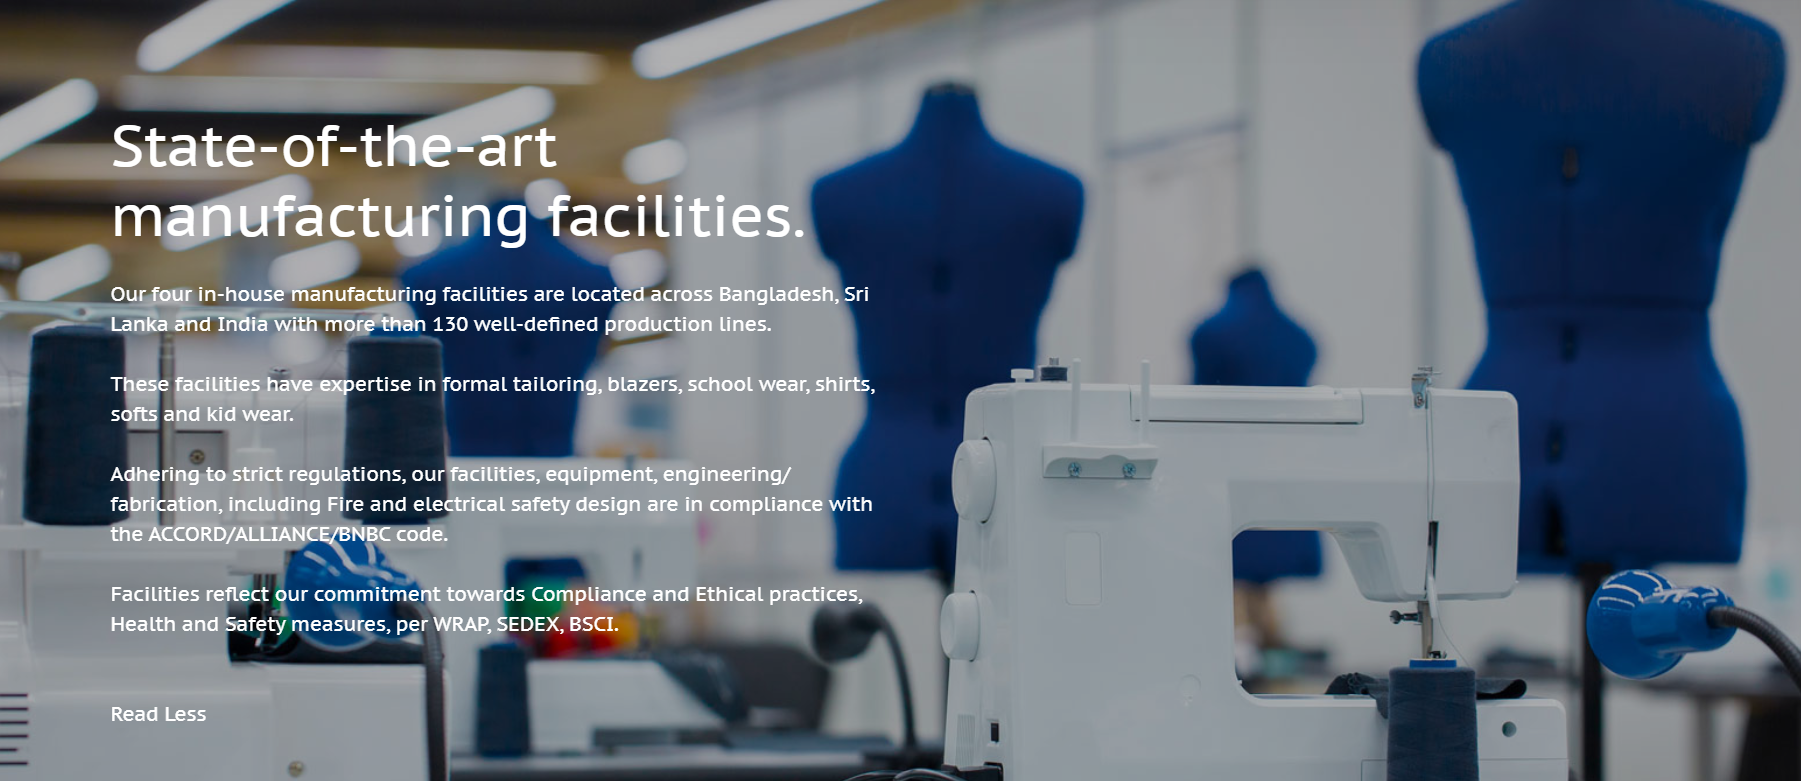 State-of-the-art
manufacturing facilities.
Our four in-house manufacturing facilities are located across Bangladesh, Sri
Lanka and India with more than 130 well-defined production lines.
These facilities have expertise in formal tailoring, blazers, school wear, shirts,
softs and kid wear.
Adhering to strict regulations, our facilities, equipment, engineering/
fabrication, including Fire and electrical safety design are in compliance with
the ACCORD/ALLIANCE/BNBC code.
Facilities reflect our commitment towards Compliance and Ethical practices,
Health and Safety measures, per WRAP, SEDEX, BSCI.
Read Less